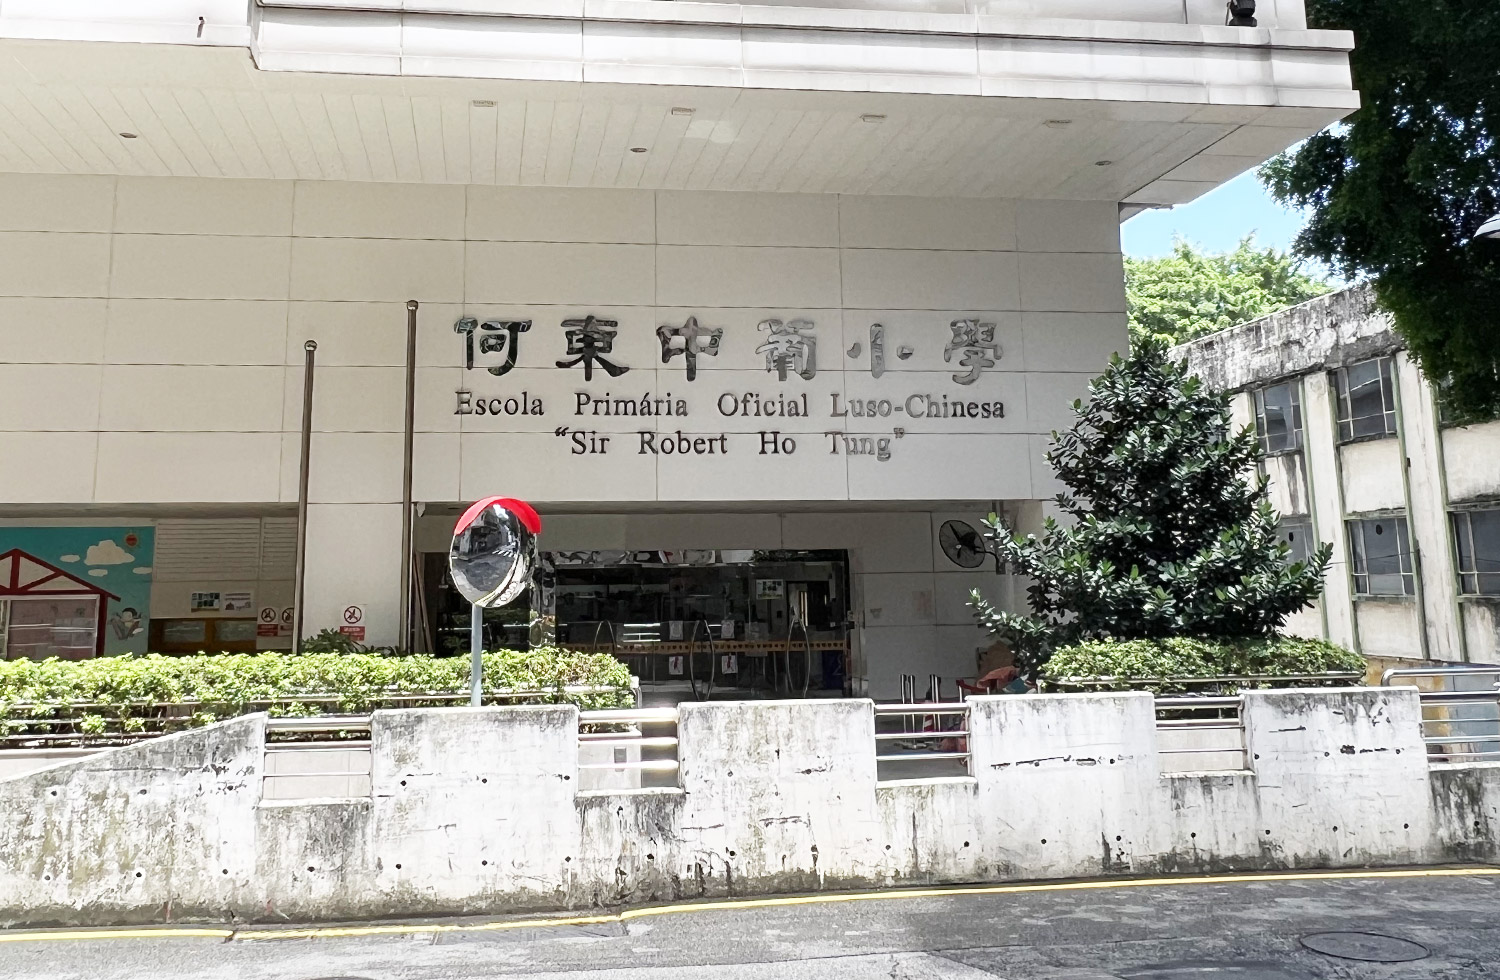 何東中葡小學
Escola Primária Oficial Luso-Chinesa
“Sir Robert Ho Tung”